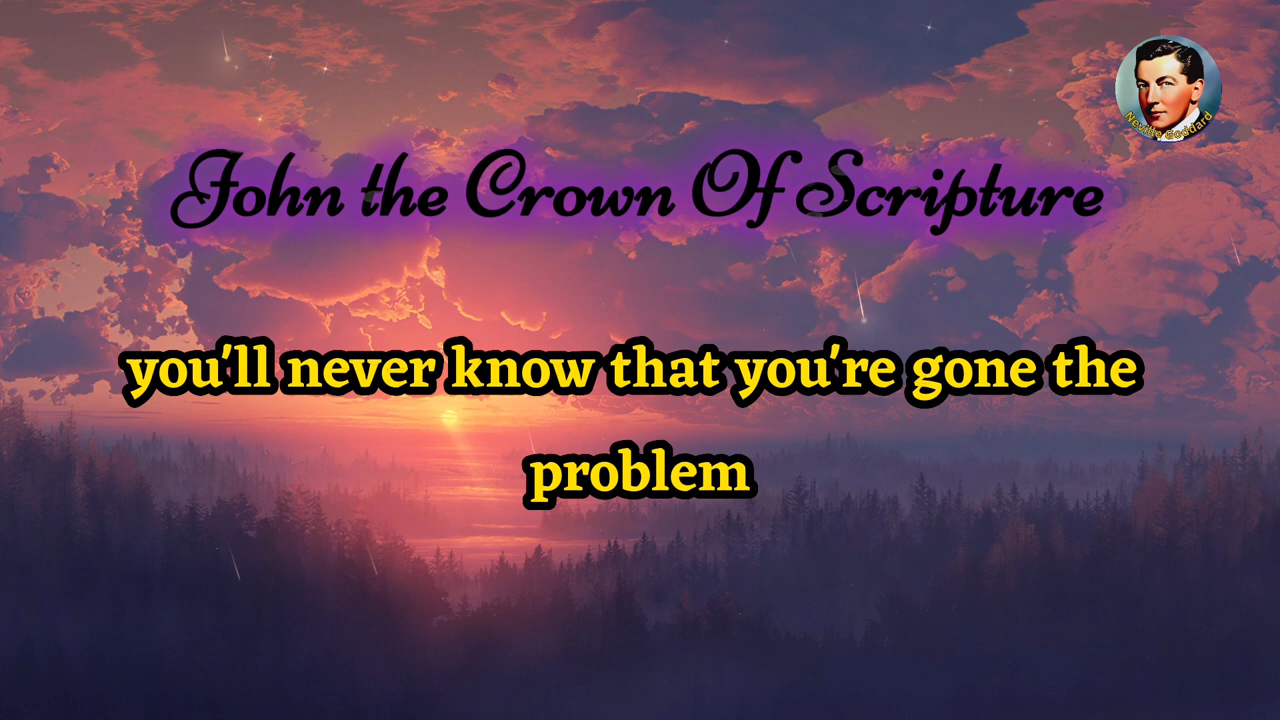 Neville Goddard
John the Crown Of Scripture
you'll never know that you're gone the
problem